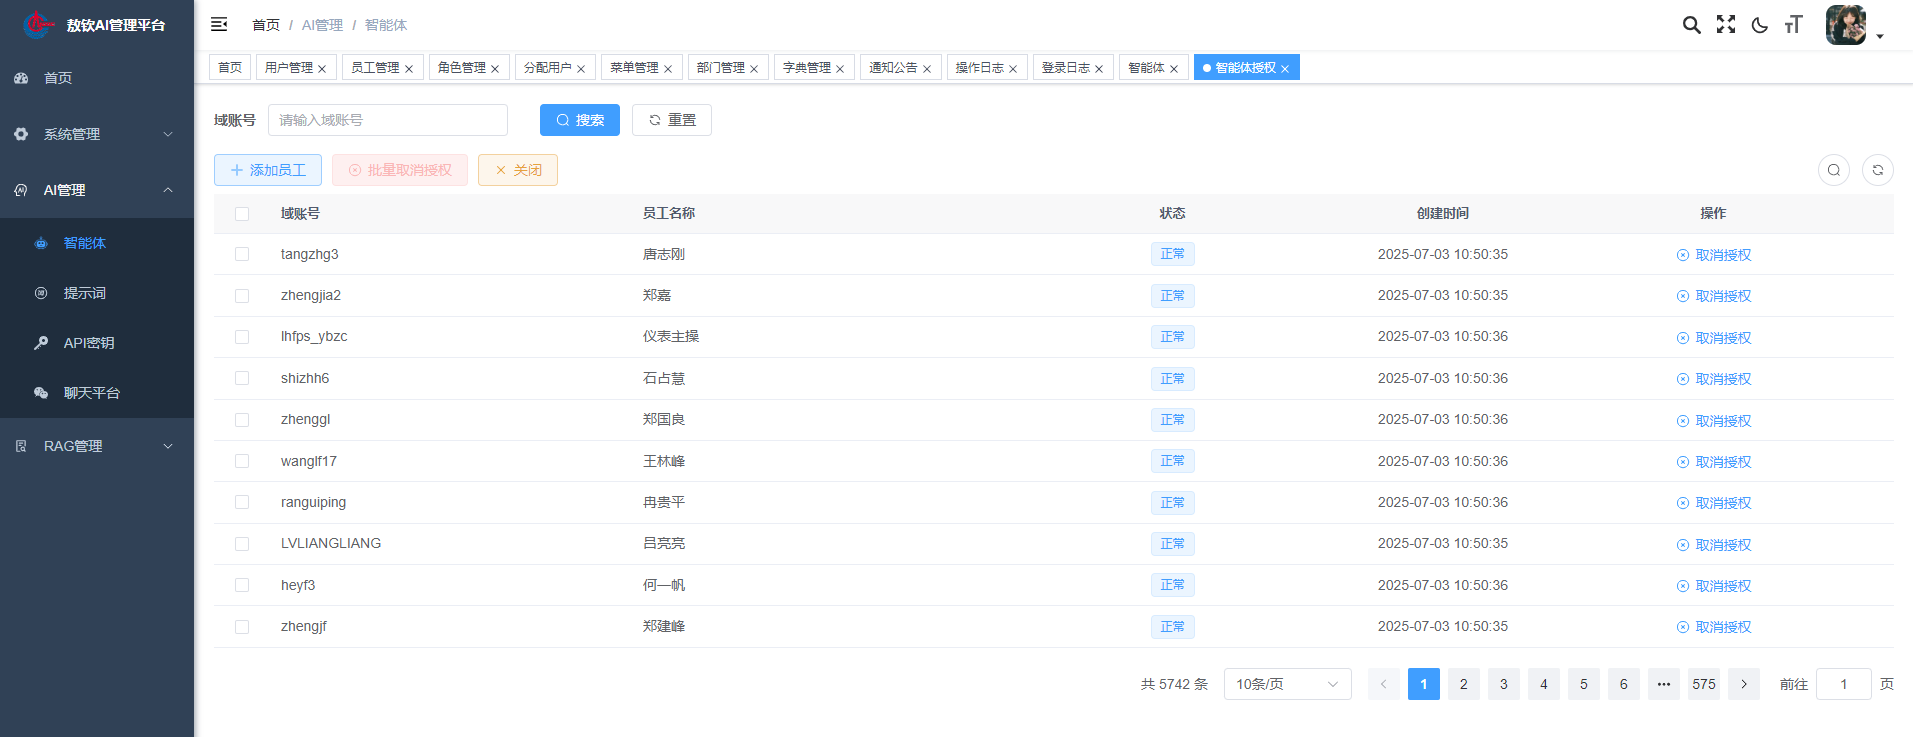 敖钦AI管理平台
首页 / AI管理 / 智能体
首页 用户管理 员工管理 角色管理 分配用户 菜单管理 部门管理 字典管理 通知公告 操作日志 登录日志 智能体 智能体授权
首页
系统管理
AI管理
智能体
提示词
API密钥
聊天平台
RAG管理
域账号 请输入域账号 搜索 重置
添加员工 批量取消授权 关闭
域账号 员工名称 状态 创建时间 操作
tangzhg3 唐志刚 正常 2025-07-03 10:50:35 取消授权
zhengjia2 郑嘉 正常 2025-07-03 10:50:35 取消授权
lhfps_ybzc 仪表主操 正常 2025-07-03 10:50:36 取消授权
shizhh6 石占慧 正常 2025-07-03 10:50:36 取消授权
zhenggl 郑国良 正常 2025-07-03 10:50:36 取消授权
wanglf17 王林峰 正常 2025-07-03 10:50:36 取消授权
ranguiping 冉贵平 正常 2025-07-03 10:50:36 取消授权
LVLIANGLIANG 吕亮亮 正常 2025-07-03 10:50:35 取消授权
heyf3 何一帆 正常 2025-07-03 10:50:36 取消授权
zhengjf 郑建峰 正常 2025-07-03 10:50:35 取消授权
共 5742 条 10条/页 1 2 3 4 5 6 ••• 575 前往 1 页